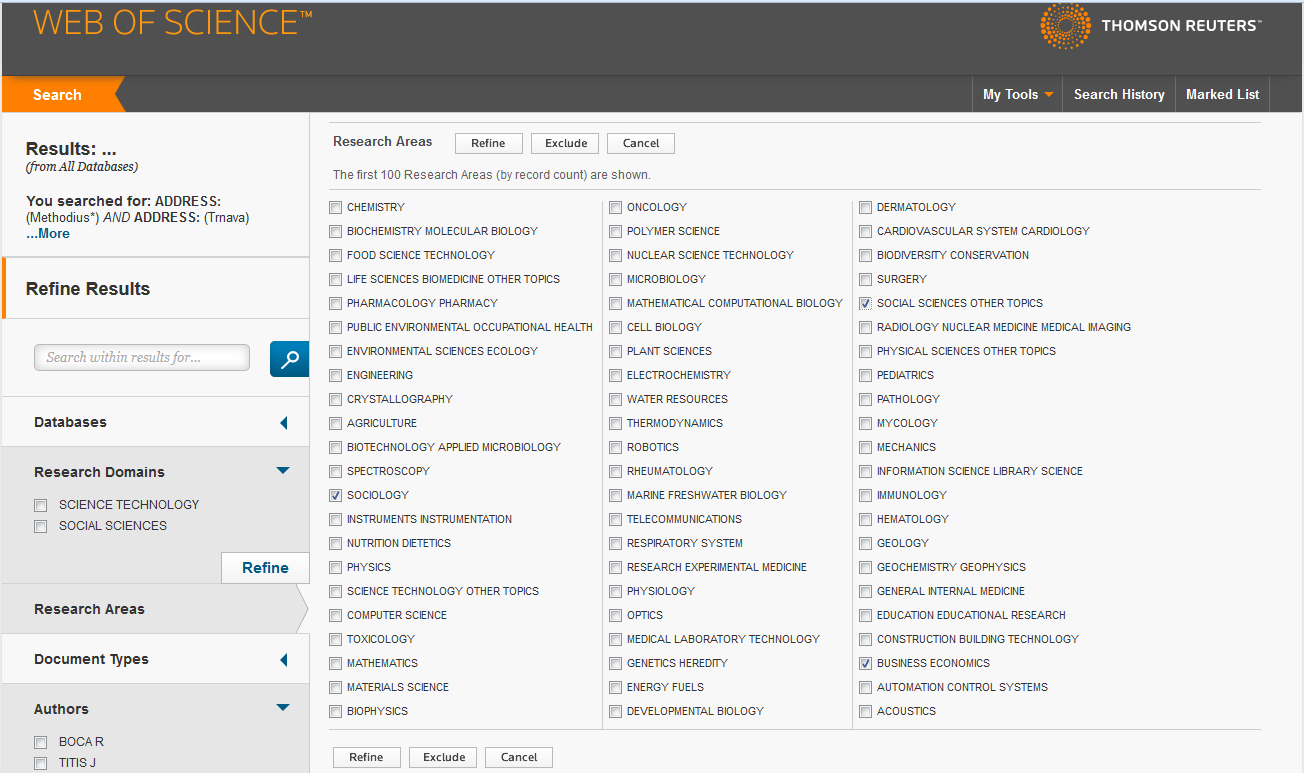 WEB OF SCIENCE™
THOMSON REUTERS™
Search
My Tools
Search History
Marked List
Results: ...
(from All Databases)
You searched for: ADDRESS:
(Methodius*) AND ADDRESS: (Trnava)
...More
Refine Results
Search within results for...
Databases
Research Domains
SCIENCE TECHNOLOGY
SOCIAL SCIENCES
Refine
Research Areas
Document Types
Authors
BOCA R
TITIS J
Research Areas
Refine
Exclude
Cancel
The first 100 Research Areas (by record count) are shown.
CHEMISTRY
BIOCHEMISTRY MOLECULAR BIOLOGY
FOOD SCIENCE TECHNOLOGY
LIFE SCIENCES BIOMEDICINE OTHER TOPICS
PHARMACOLOGY PHARMACY
PUBLIC ENVIRONMENTAL OCCUPATIONAL HEALTH
ENVIRONMENTAL SCIENCES ECOLOGY
ENGINEERING
CRYSTALLOGRAPHY
AGRICULTURE
BIOTECHNOLOGY APPLIED MICROBIOLOGY
SPECTROSCOPY
SOCIOLOGY
INSTRUMENTS INSTRUMENTATION
NUTRITION DIETETICS
PHYSICS
SCIENCE TECHNOLOGY OTHER TOPICS
COMPUTER SCIENCE
TOXICOLOGY
MATHEMATICS
MATERIALS SCIENCE
BIOPHYSICS
ONCOLOGY
POLYMER SCIENCE
NUCLEAR SCIENCE TECHNOLOGY
MICROBIOLOGY
MATHEMATICAL COMPUTATIONAL BIOLOGY
CELL BIOLOGY
PLANT SCIENCES
ELECTROCHEMISTRY
WATER RESOURCES
THERMODYNAMICS
ROBOTICS
RHEUMATOLOGY
MARINE FRESHWATER BIOLOGY
TELECOMMUNICATIONS
RESPIRATORY SYSTEM
RESEARCH EXPERIMENTAL MEDICINE
PHYSIOLOGY
OPTICS
MEDICAL LABORATORY TECHNOLOGY
GENETICS HEREDITY
ENERGY FUELS
DEVELOPMENTAL BIOLOGY
DERMATOLOGY
CARDIOVASCULAR SYSTEM CARDIOLOGY
BIODIVERSITY CONSERVATION
SURGERY
SOCIAL SCIENCES OTHER TOPICS
RADIOLOGY NUCLEAR MEDICINE MEDICAL IMAGING
PHYSICAL SCIENCES OTHER TOPICS
PEDIATRICS
PATHOLOGY
MYCOLOGY
MECHANICS
INFORMATION SCIENCE LIBRARY SCIENCE
IMMUNOLOGY
HEMATOLOGY
GEOLOGY
GEOCHEMISTRY GEOPHYSICS
GENERAL INTERNAL MEDICINE
EDUCATION EDUCATIONAL RESEARCH
CONSTRUCTION BUILDING TECHNOLOGY
BUSINESS ECONOMICS
AUTOMATION CONTROL SYSTEMS
ACOUSTICS
Refine
Exclude
Cancel